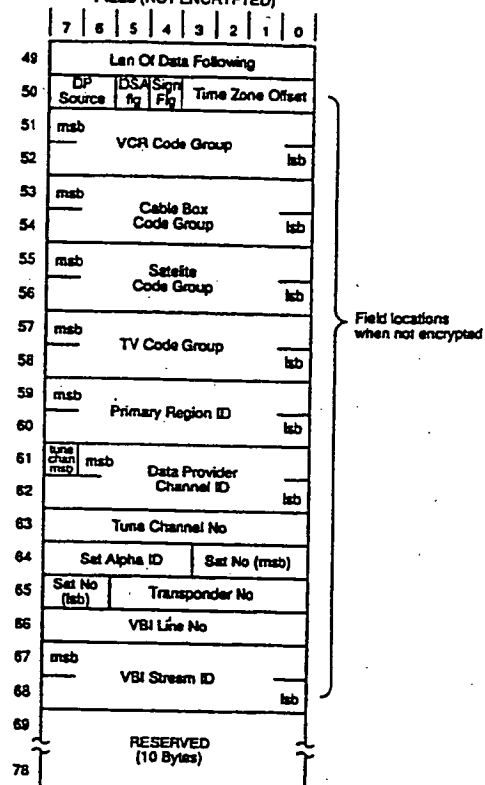 FIELD (NOT ENCRYPTED)
7 6 5 4 3 2 1 0
49 Len Of Data Following
50 DP Source DSA flg Sign Flg Time Zone Offset
51 msb
VCR Code Group
52 lsb
53 msb
Cable Box
Code Group
54 lsb
55 msb
Satelite
Code Group
56 lsb
57 msb
TV Code Group
58 lsb
Field locations
when not encrypted
59 msb
Primary Region ID
60 lsb
61 tune chan msb msb
Data Provider
Channel ID
62 lsb
63 Tune Channel No
64 Sat Alpha ID Sat No (msb)
65 Sat No (lsb) Transponder No
66 VBI Line No
67 msb
VBI Stream ID
68 lsb
69
RESERVED
(10 Bytes)
78